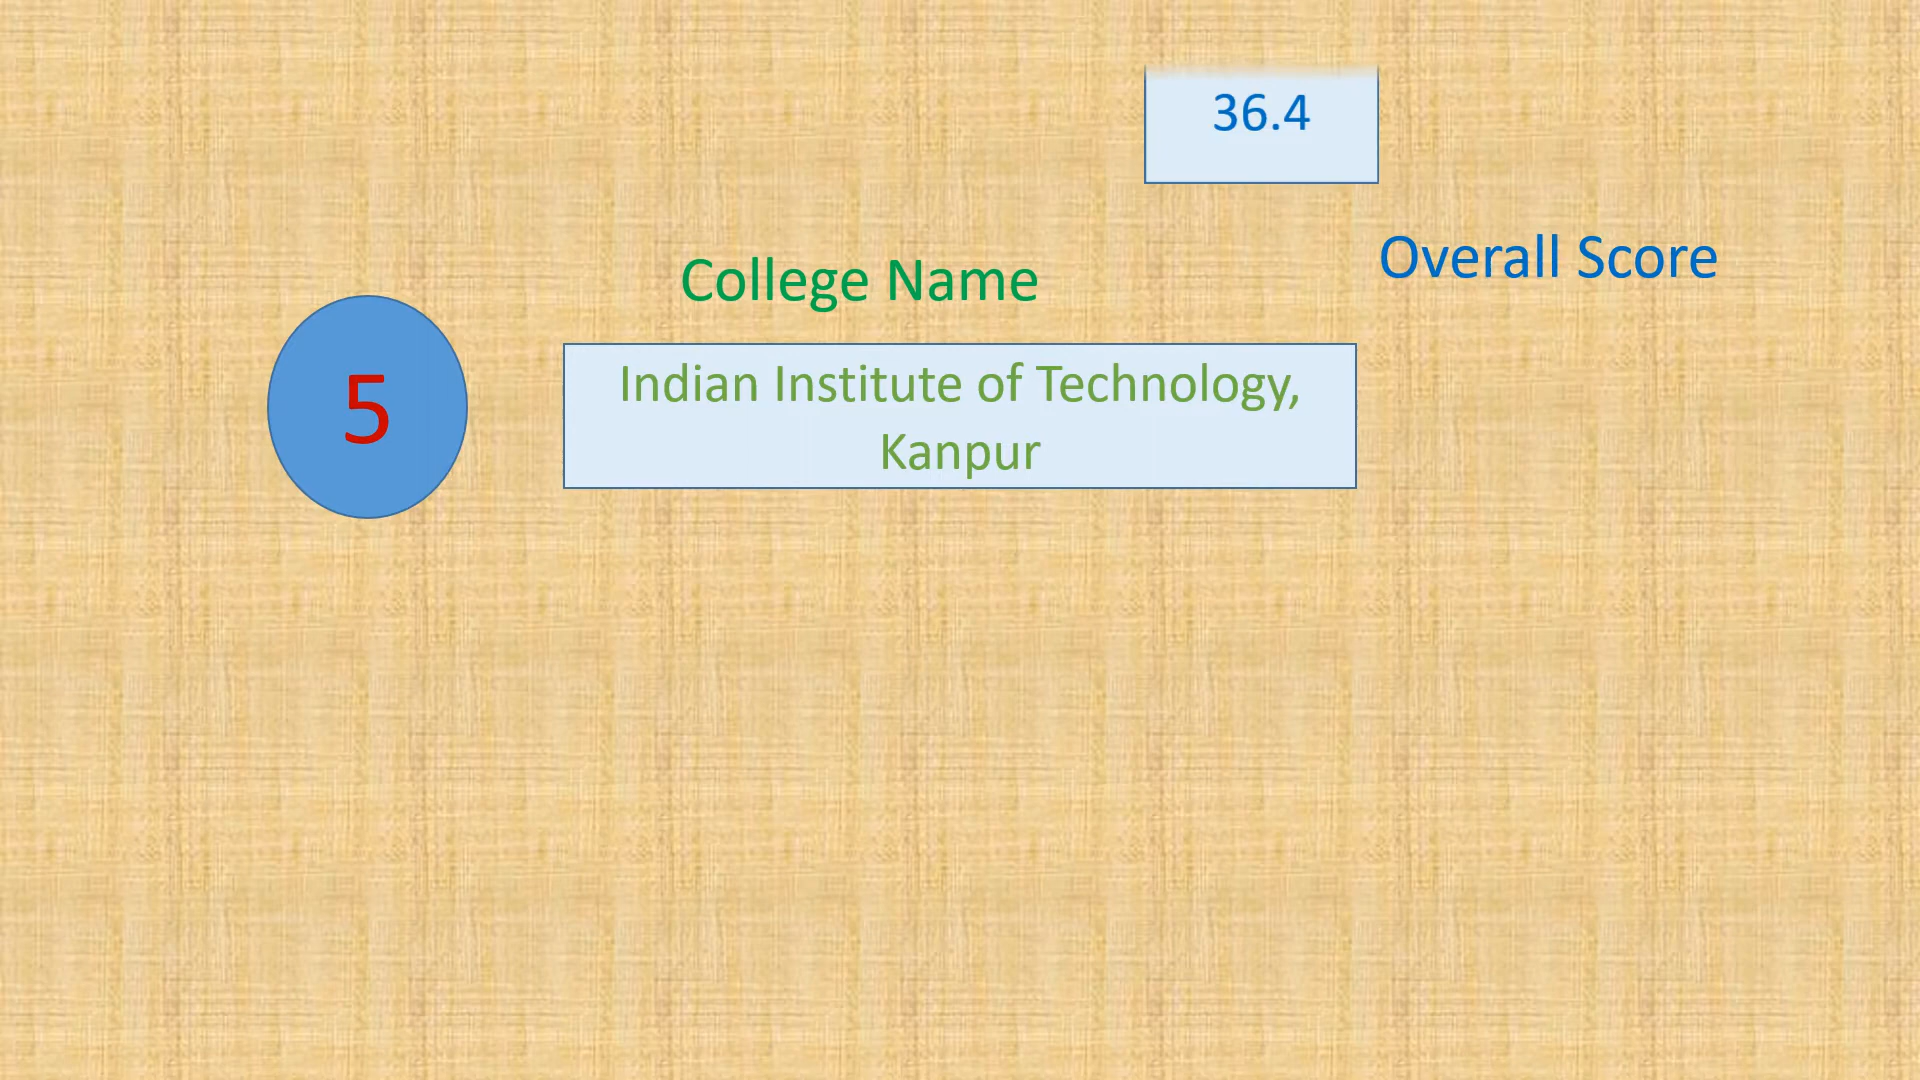 36.4
Overall Score
College Name
5
Indian Institute of Technology,
Kanpur